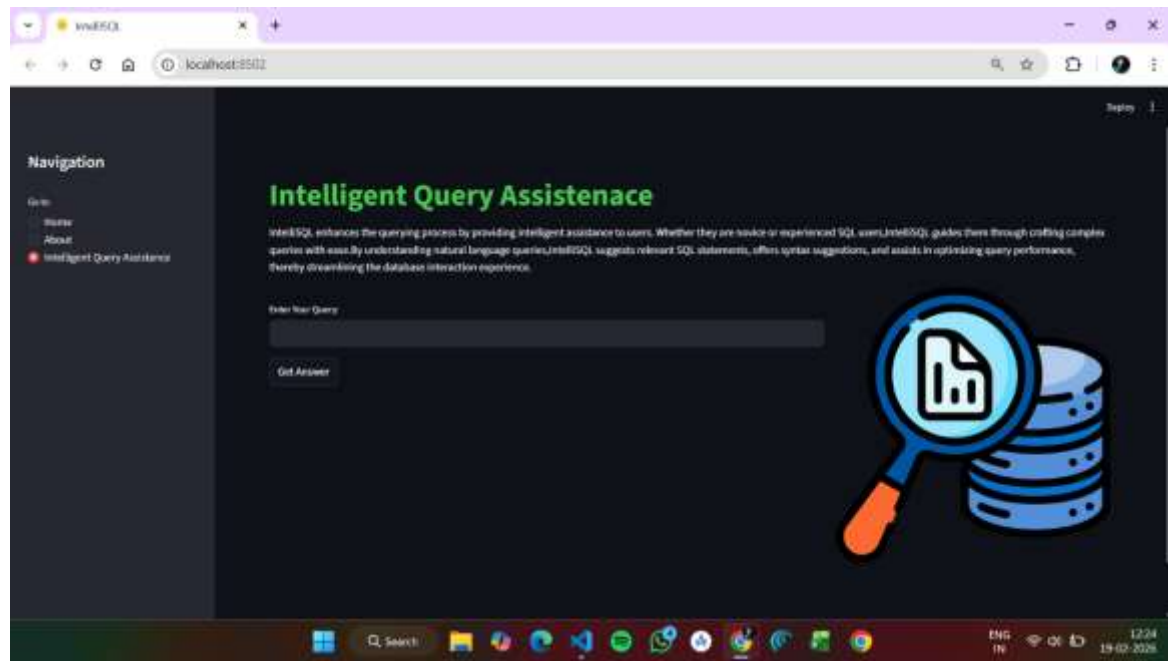 IntelliSQL
localhost:8502
Deploy
Navigation
Go to
Home
About
Intelligent Query Assistance
Intelligent Query Assistenace
IntelliSQL enhances the querying process by providing intelligent assistance to users. Whether they are novice or experienced SQL users,IntelliSQL guides them through crafting complex
queries with ease.By understanding natural language queries,IntelliSQL suggests relevant SQL statements, offers syntax suggestions, and assists in optimizing query performance,
thereby streamlining the database interaction experience.
Enter Your Query
Get Answer
Search
ENG
IN
12:24
19-02-2026